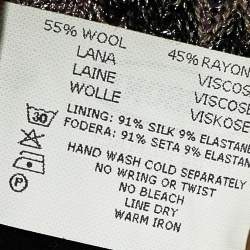 55% WOOL 45% RAYON
LANA VISCOS
LAINE VISCOSE
WOLLE VISKOSE
30
LINING: 91% SILK 9% ELASTANE
FODERA: 91% SETA 9% ELASTAN
HAND WASH COLD SEPARATELY
NO WRING OR TWIST
NO BLEACH
LINE DRY
WARM IRON
P